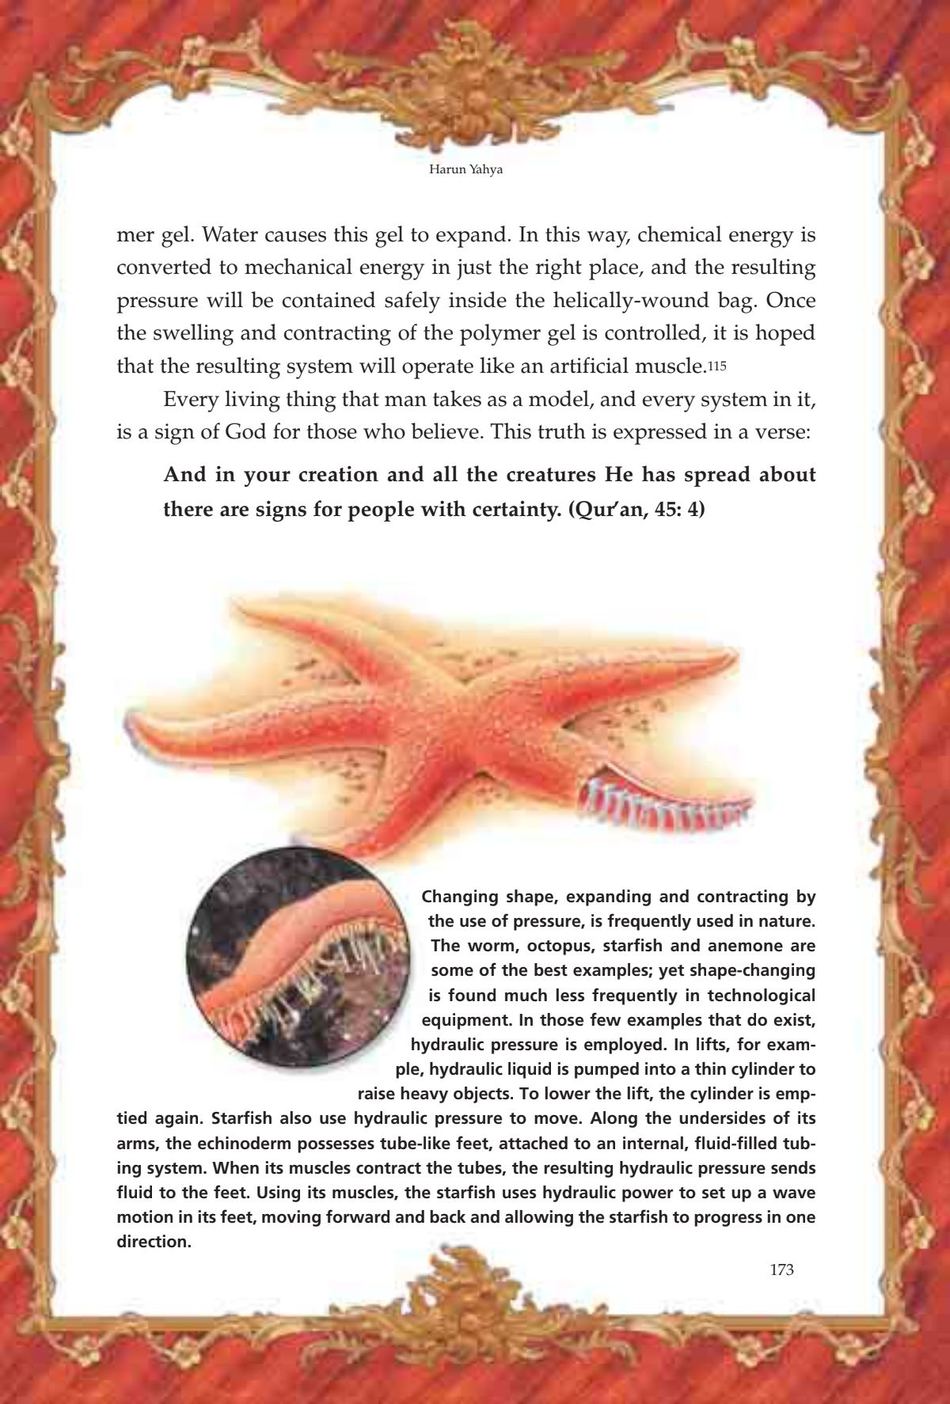 Harun Yahya
mer gel. Water causes this gel to expand. In this way, chemical energy is
converted to mechanical energy in just the right place, and the resulting
pressure will be contained safely inside the helically-wound bag. Once
the swelling and contracting of the polymer gel is controlled, it is hoped
that the resulting system will operate like an artificial muscle.115
Every living thing that man takes as a model, and every system in it,
is a sign of God for those who believe. This truth is expressed in a verse:
And in your creation and all the creatures He has spread about
there are signs for people with certainty. (Qur'an, 45: 4)
Changing shape, expanding and contracting by
the use of pressure, is frequently used in nature.
The worm, octopus, starfish and anemone are
some of the best examples; yet shape-changing
is found much less frequently in technological
equipment. In those few examples that do exist,
hydraulic pressure is employed. In lifts, for exam-
ple, hydraulic liquid is pumped into a thin cylinder to
raise heavy objects. To lower the lift, the cylinder is emp-
tied again. Starfish also use hydraulic pressure to move. Along the undersides of its
arms, the echinoderm possesses tube-like feet, attached to an internal, fluid-filled tub-
ing system. When its muscles contract the tubes, the resulting hydraulic pressure sends
fluid to the feet. Using its muscles, the starfish uses hydraulic power to set up a wave
motion in its feet, moving forward and back and allowing the starfish to progress in one
direction.
173